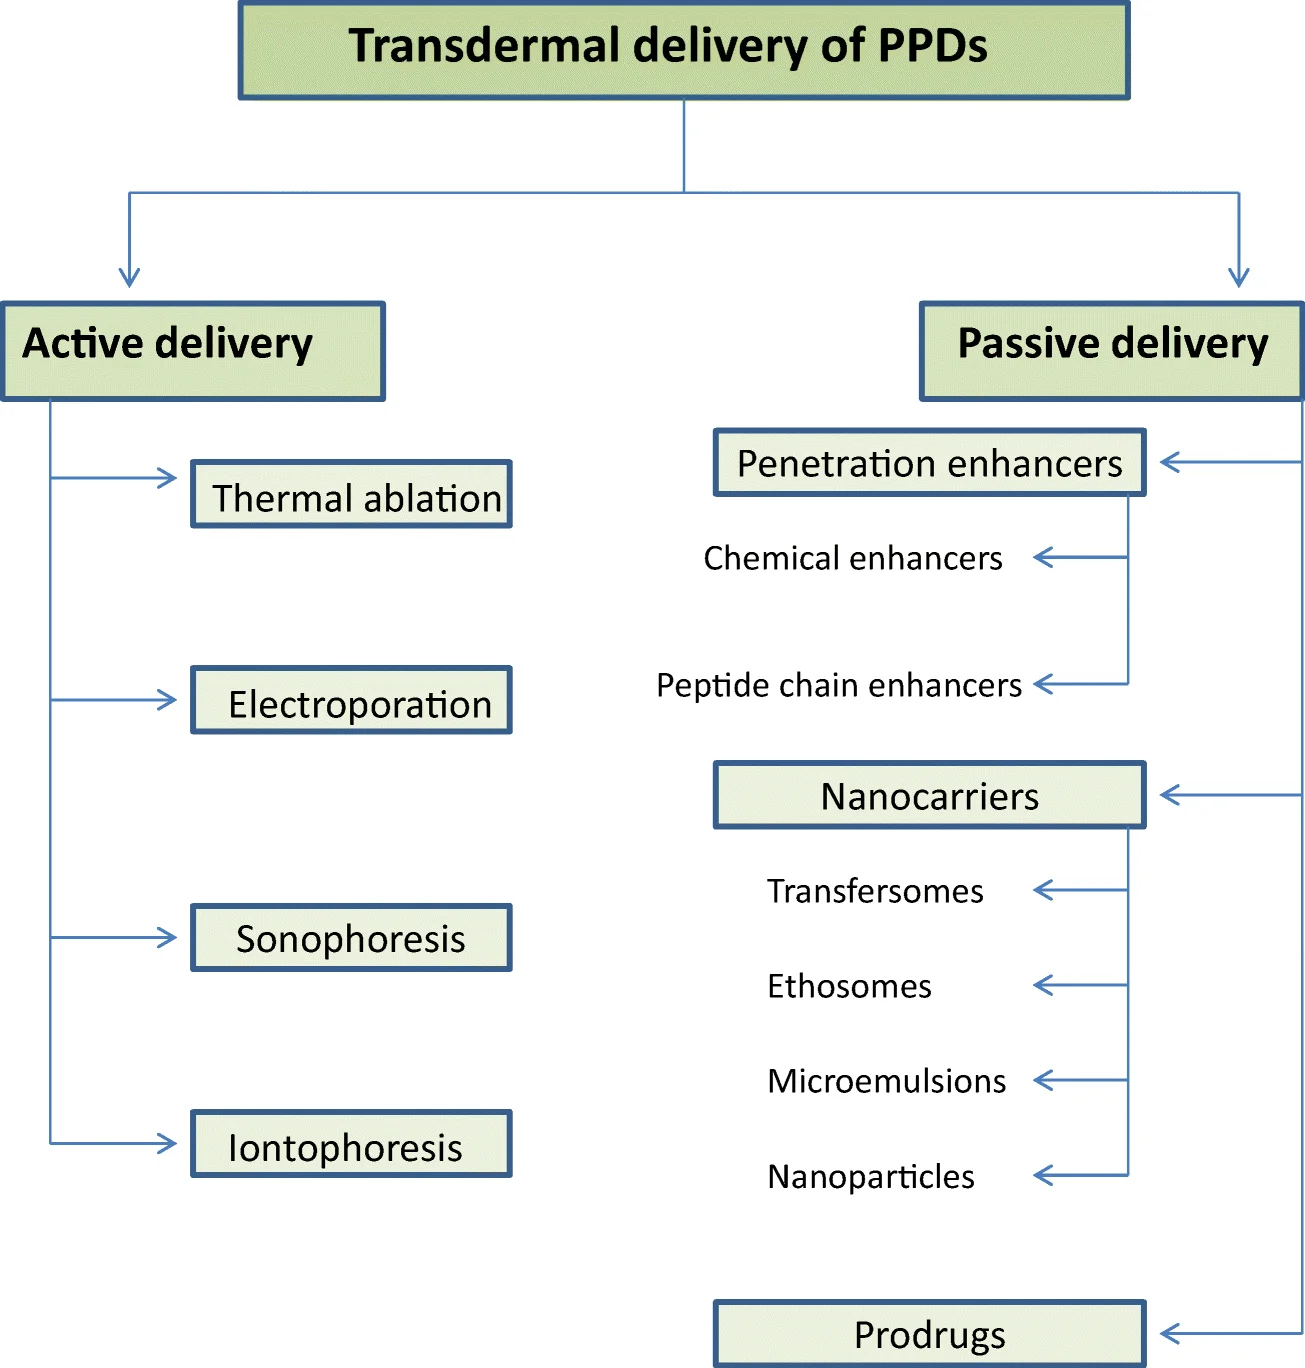 Transdermal delivery of PPDs
Active delivery
Thermal ablation
Electroporation
Sonophoresis
Iontophoresis
Passive delivery
Penetration enhancers
Chemical enhancers
Peptide chain enhancers
Nanocarriers
Transfersomes
Ethosomes
Microemulsions
Nanoparticles
Prodrugs